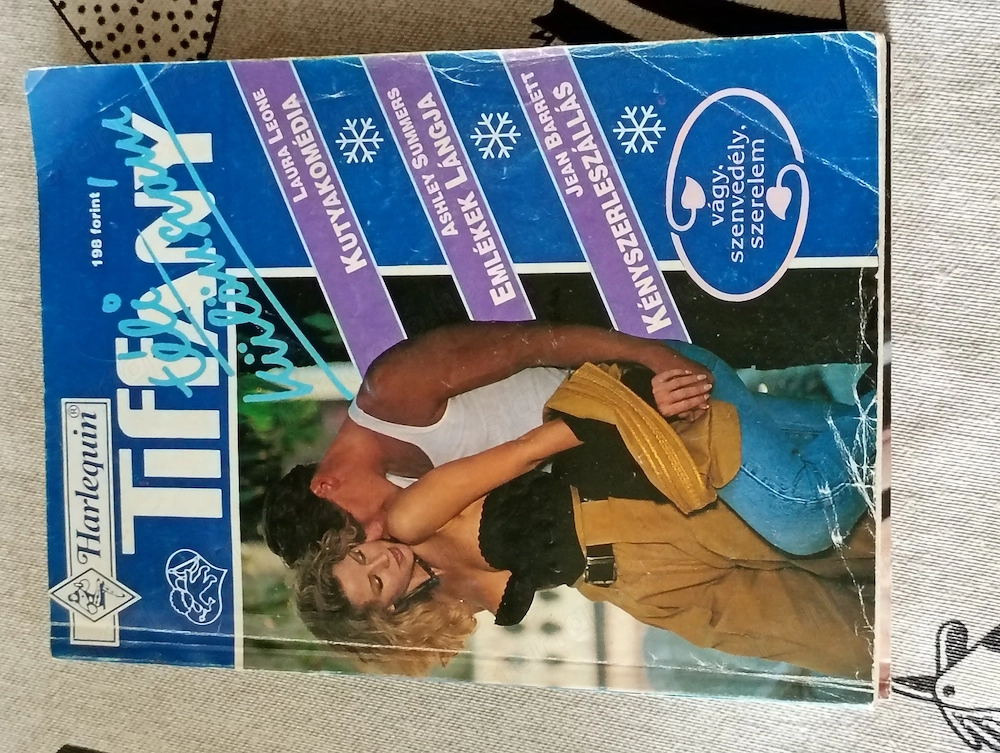 Harlequin®
198 forint
Tiffany
téli
különszám
LAURA LEONE
KUTYAKOMÉDIA
ASHLEY SUMMERS
EMLÉKEK LÁNGJA
JEAN BARRETT
KÉNYSZERLESZÁLLÁS
vágy,
szenvedély,
szerelem